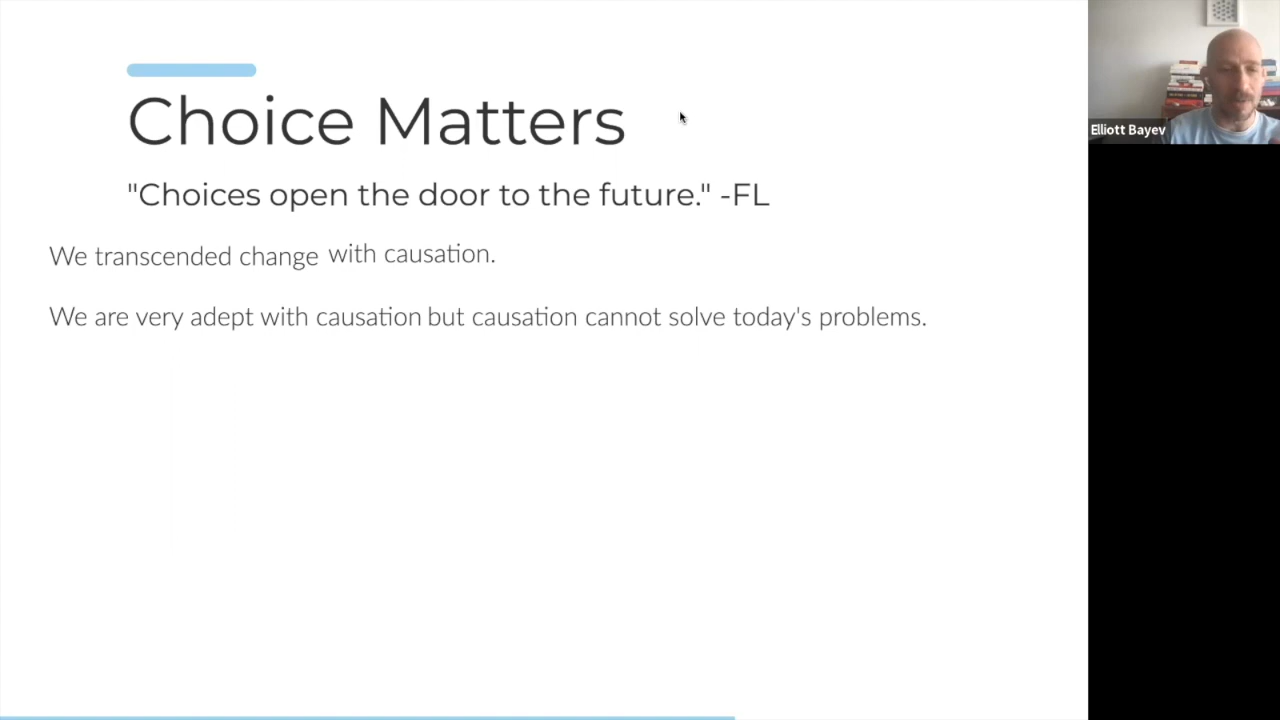 Choice Matters
"Choices open the door to the future." -FL
We transcended change with causation.
We are very adept with causation but causation cannot solve today's problems.
Elliott Bayev